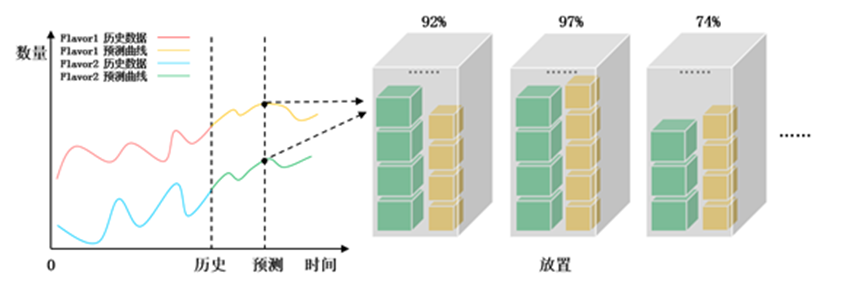 92% 97% 74%
数量
Flavor1 历史数据
Flavor1 预测曲线
Flavor2 历史数据
Flavor2 预测曲线
...... ...... ......
......
0 历史 预测 时间 放置